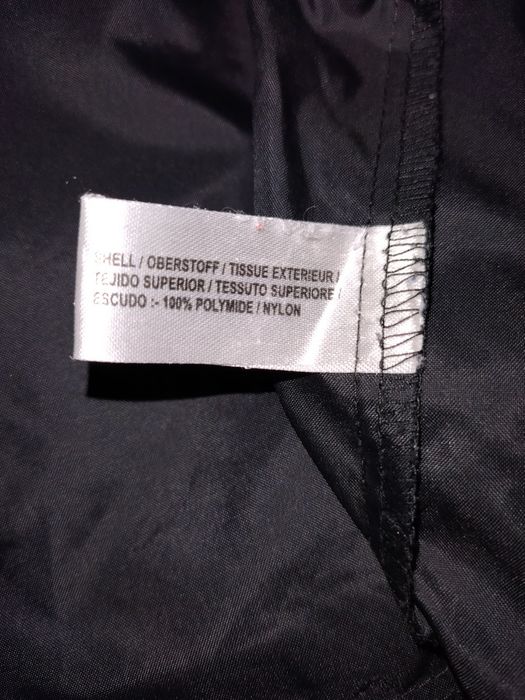 SHELL / OBERSTOFF / TISSUE EXTERIEUR /
TEJIDO SUPERIOR / TESSUTO SUPERIORE /
ESCUDO :- 100% POLYMIDE / NYLON